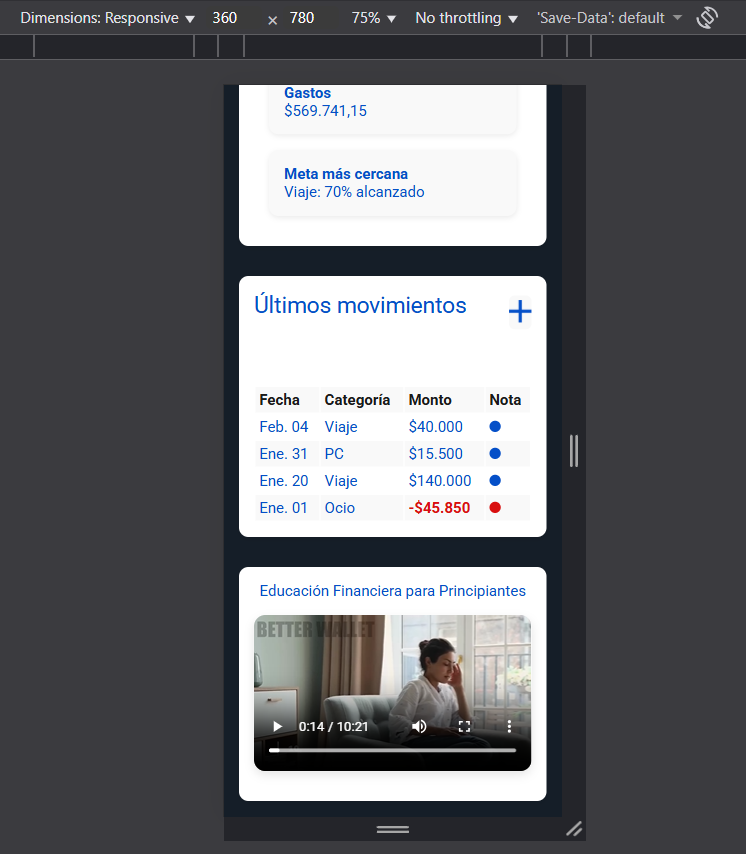 Dimensions: Responsive 360 × 780 75% No throttling 'Save-Data': default
Gastos
$569.741,15
Meta más cercana
Viaje: 70% alcanzado
Últimos movimientos
Fecha Categoría Monto Nota
Feb. 04 Viaje $40.000
Ene. 31 PC $15.500
Ene. 20 Viaje $140.000
Ene. 01 Ocio -$45.850
Educación Financiera para Principiantes
BETTER WALLET
0:14 / 10:21